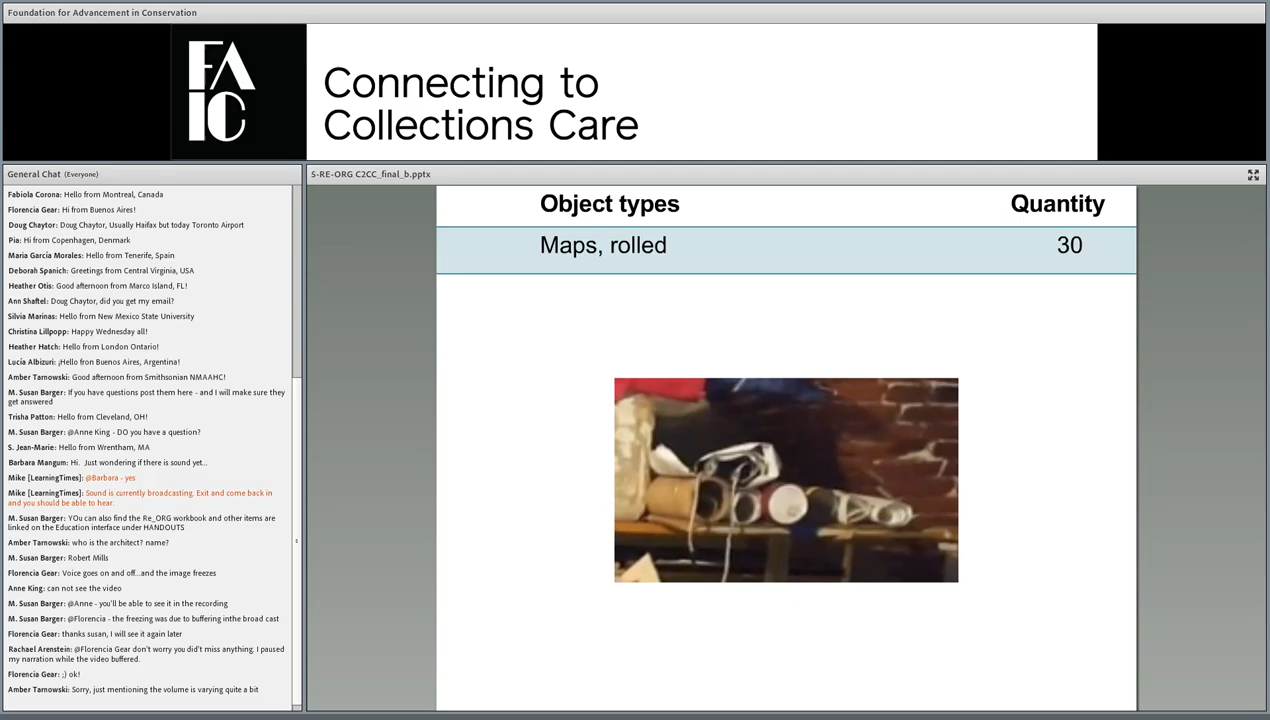 Foundation for Advancement in Conservation
FA
IC
Connecting to
Collections Care
General Chat (Everyone)
Fabiola Corona: Hello from Montreal, Canada
Florencia Gear: Hi from Buenos Aires!
Doug Chaytor: Doug Chaytor, Usually Haifax but today Toronto Airport
Pia: Hi from Copenhagen, Denmark
Maria García Morales: Hello from Tenerife, Spain
Deborah Spanich: Greetings from Central Virginia, USA
Heather Otis: Good afternoon from Marco Island, FL!
Ann Shaftel: Doug Chaytor, did you get my email?
Silvia Marinas: Hello from New Mexico State University
Christina Lillpopp: Happy Wednesday all!
Heather Hatch: Hello from London Ontario!
Lucía Albizuri: ¡Hello fron Buenos Aires, Argentina!
Amber Tarnowski: Good afternoon from Smithsonian NMAAHC!
M. Susan Barger: If you have questions post them here - and I will make sure they
get answered
Trisha Patton: Hello from Cleveland, OH!
M. Susan Barger: @Anne King - DO you have a question?
S. Jean-Marie: Hello from Wrentham, MA
Barbara Mangum: Hi. Just wondering if there is sound yet...
Mike [LearningTimes]: @Barbara - yes
Mike [LearningTimes]: Sound is currently broadcasting. Exit and come back in
and you should be able to hear.
M. Susan Barger: YOu can also find the Re_ORG workbook and other items are
linked on the Education interface under HANDOUTS
Amber Tarnowski: who is the architect? name?
M. Susan Barger: Robert Mills
Florencia Gear: Voice goes on and off...and the image freezes
Anne King: can not see the video
M. Susan Barger: @Anne - you'll be able to see it in the recording
M. Susan Barger: @Florencia - the freezing was due to buffering inthe broad cast
Florencia Gear: thanks susan, I will see it again later
Rachael Arenstein: @Florencia Gear don't worry you did't miss anything. I paused
my narration while the video buffered.
Florencia Gear: ;) ok!
Amber Tarnowski: Sorry, just mentioning the volume is varying quite a bit
5-RE-ORG C2CC_final_b.pptx
Object types Quantity
Maps, rolled 30